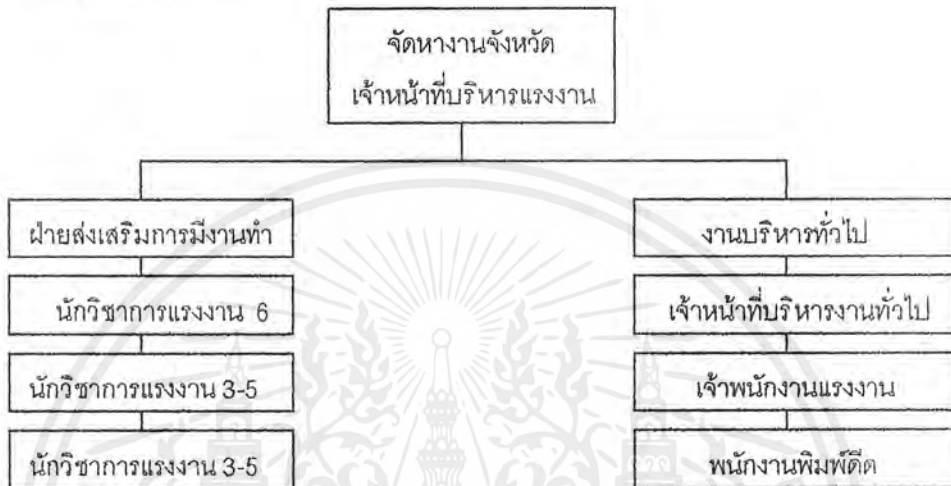 จัดหางานจังหวัด
เจ้าหน้าที่บริหารแรงงาน
ฝ่ายส่งเสริมการมีงานทำ
นักวิชาการแรงงาน 6
นักวิชาการแรงงาน 3-5
นักวิชาการแรงงาน 3-5
งานบริหารทั่วไป
เจ้าหน้าที่บริหารงานทั่วไป
เจ้าพนักงานแรงงาน
พนักงานพิมพ์ดีด